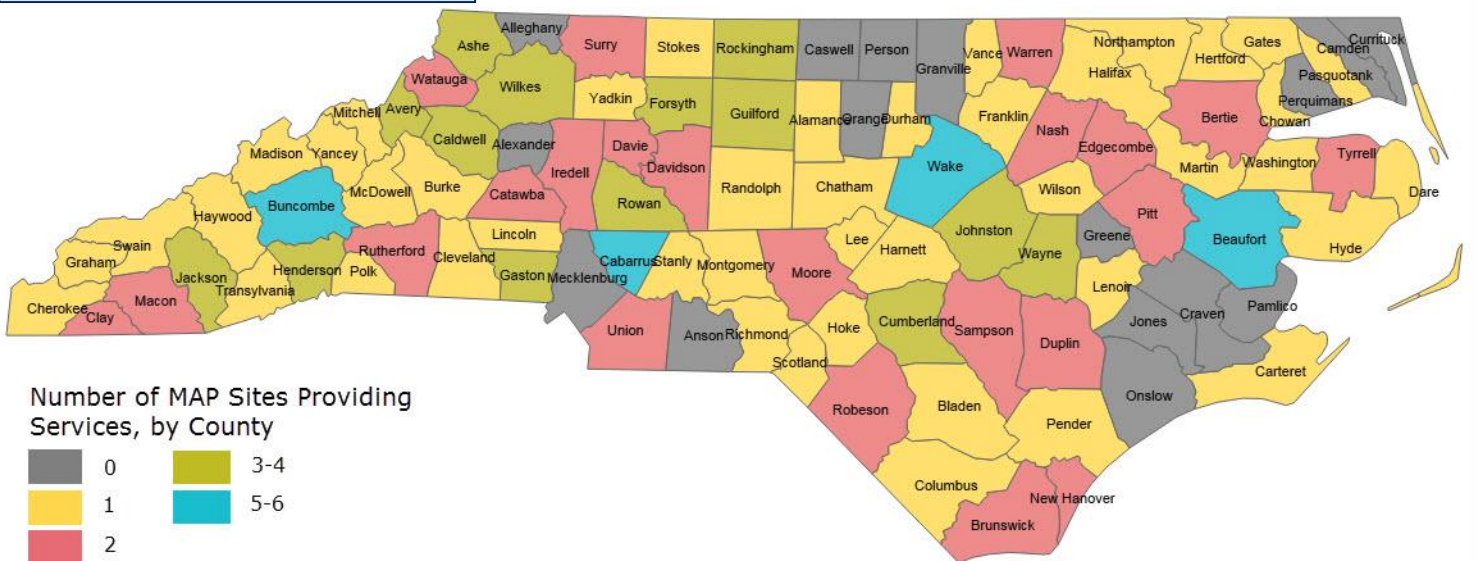 Alleghany
Ashe
Surry
Stokes
Rockingham
Caswell
Person
Granville
Vance
Warren
Northampton
Halifax
Hertford
Gates
Camden
Currituck
Pasquotank
Perquimans
Chowan
Watauga
Wilkes
Yadkin
Forsyth
Guilford
Alamance
Orange
Durham
Franklin
Nash
Edgecombe
Bertie
Mitchell
Avery
Caldwell
Alexander
Davie
Iredell
Davidson
Madison
Yancey
McDowell
Burke
Catawba
Rowan
Randolph
Chatham
Wake
Wilson
Martin
Washington
Tyrrell
Dare
Buncombe
Haywood
Swain
Graham
Cherokee
Clay
Macon
Jackson
Transylvania
Henderson
Polk
Rutherford
Cleveland
Lincoln
Gaston
Mecklenburg
Cabarrus
Stanly
Montgomery
Moore
Lee
Harnett
Johnston
Wayne
Greene
Pitt
Beaufort
Hyde
Union
Anson
Richmond
Scotland
Hoke
Cumberland
Sampson
Duplin
Lenoir
Jones
Craven
Pamlico
Carteret
Onslow
Robeson
Bladen
Pender
Columbus
Brunswick
New Hanover
Number of MAP Sites Providing
Services, by County
0
1
2
3-4
5-6